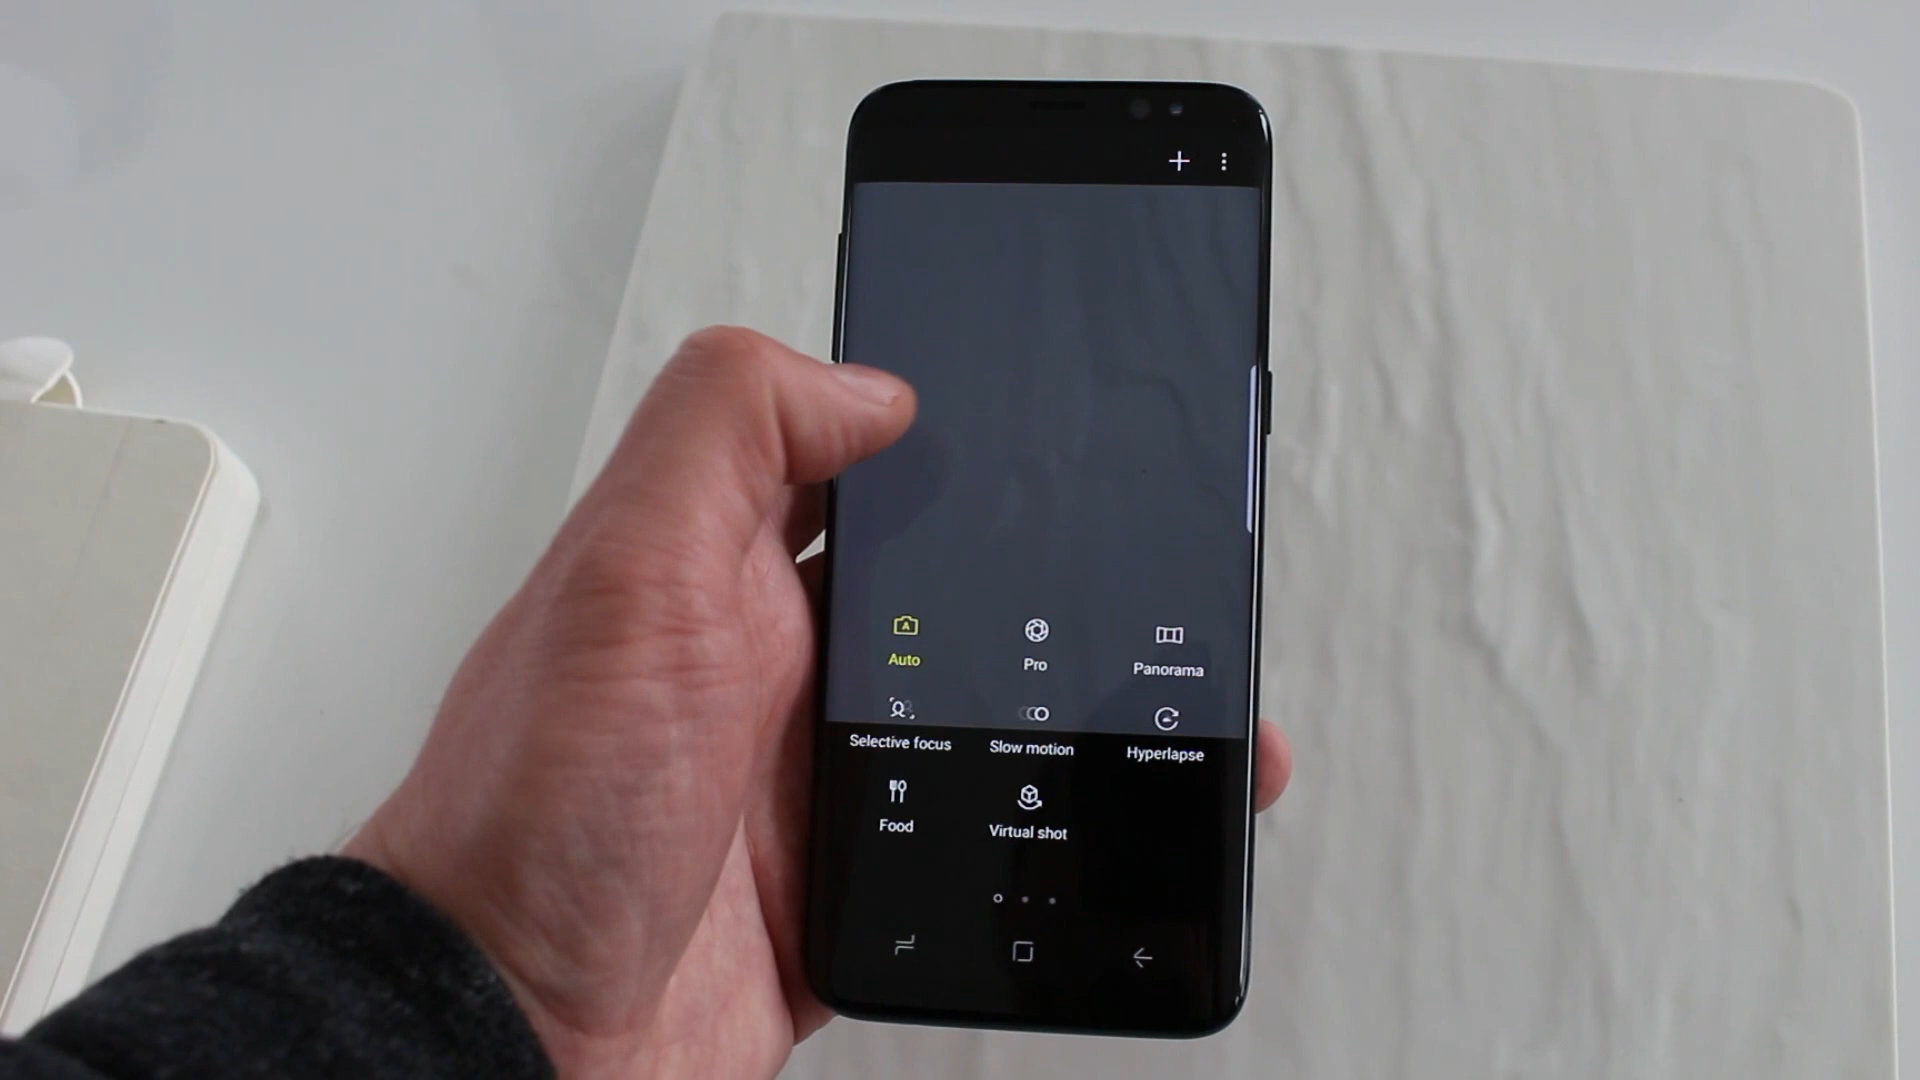 Auto
Pro
Panorama
Selective focus
Slow motion
Hyperlapse
Food
Virtual shot